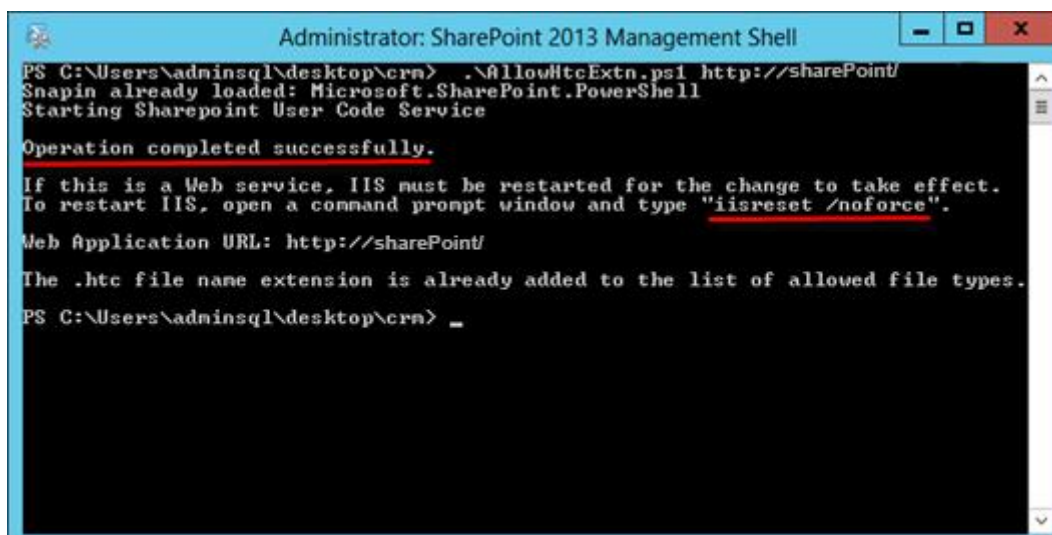 Administrator: SharePoint 2013 Management Shell
PS C:\Users\adminsql\desktop\crm>  .\AllowHtcExtn.ps1 http://sharePoint/
Snapin already loaded: Microsoft.SharePoint.PowerShell
Starting Sharepoint User Code Service
Operation completed successfully.
If this is a Web service, IIS must be restarted for the change to take effect.
To restart IIS, open a command prompt window and type "iisreset /noforce".
Web Application URL: http://sharePoint/
The .htc file name extension is already added to the list of allowed file types.
PS C:\Users\adminsql\desktop\crm> _